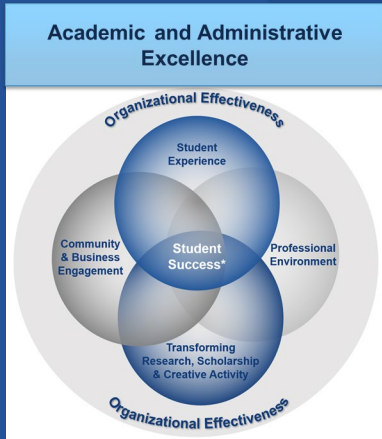 Academic and Administrative
Excellence
Organizational Effectiveness
Student
Experience
Community
& Business
Engagement
Student
Success*
Professional
Environment
Transforming
Research, Scholarship
& Creative Activity
Organizational Effectiveness